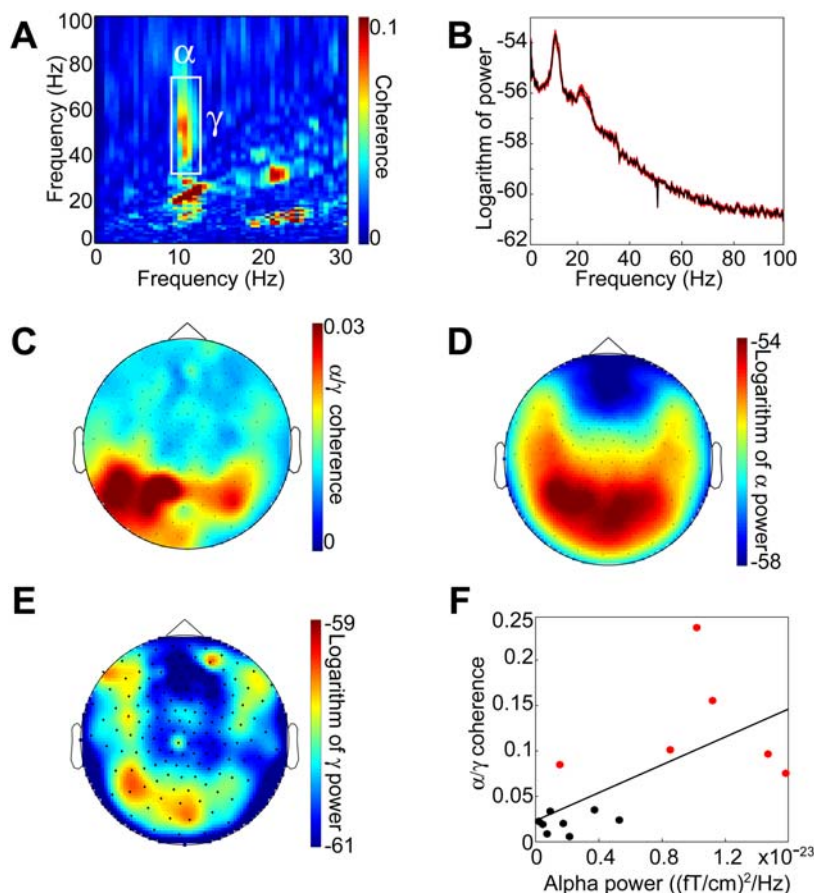 A
Frequency (Hz)
100
80
60
40
20
0
α
γ
0
10
20
30
Frequency (Hz)
0.1
Coherence
0
B
Logarithm of power
-54
-56
-58
-60
-62
0
20
40
60
80
100
Frequency (Hz)
C
0.03
α/γ coherence
0
D
-54
Logarithm of α power
-58
E
-59
Logarithm of γ power
-61
F
α/γ coherence
0.25
0.2
0.15
0.1
0.05
0
0
0.4
0.8
1.2
x10⁻²³
Alpha power ((fT/cm)²/Hz)